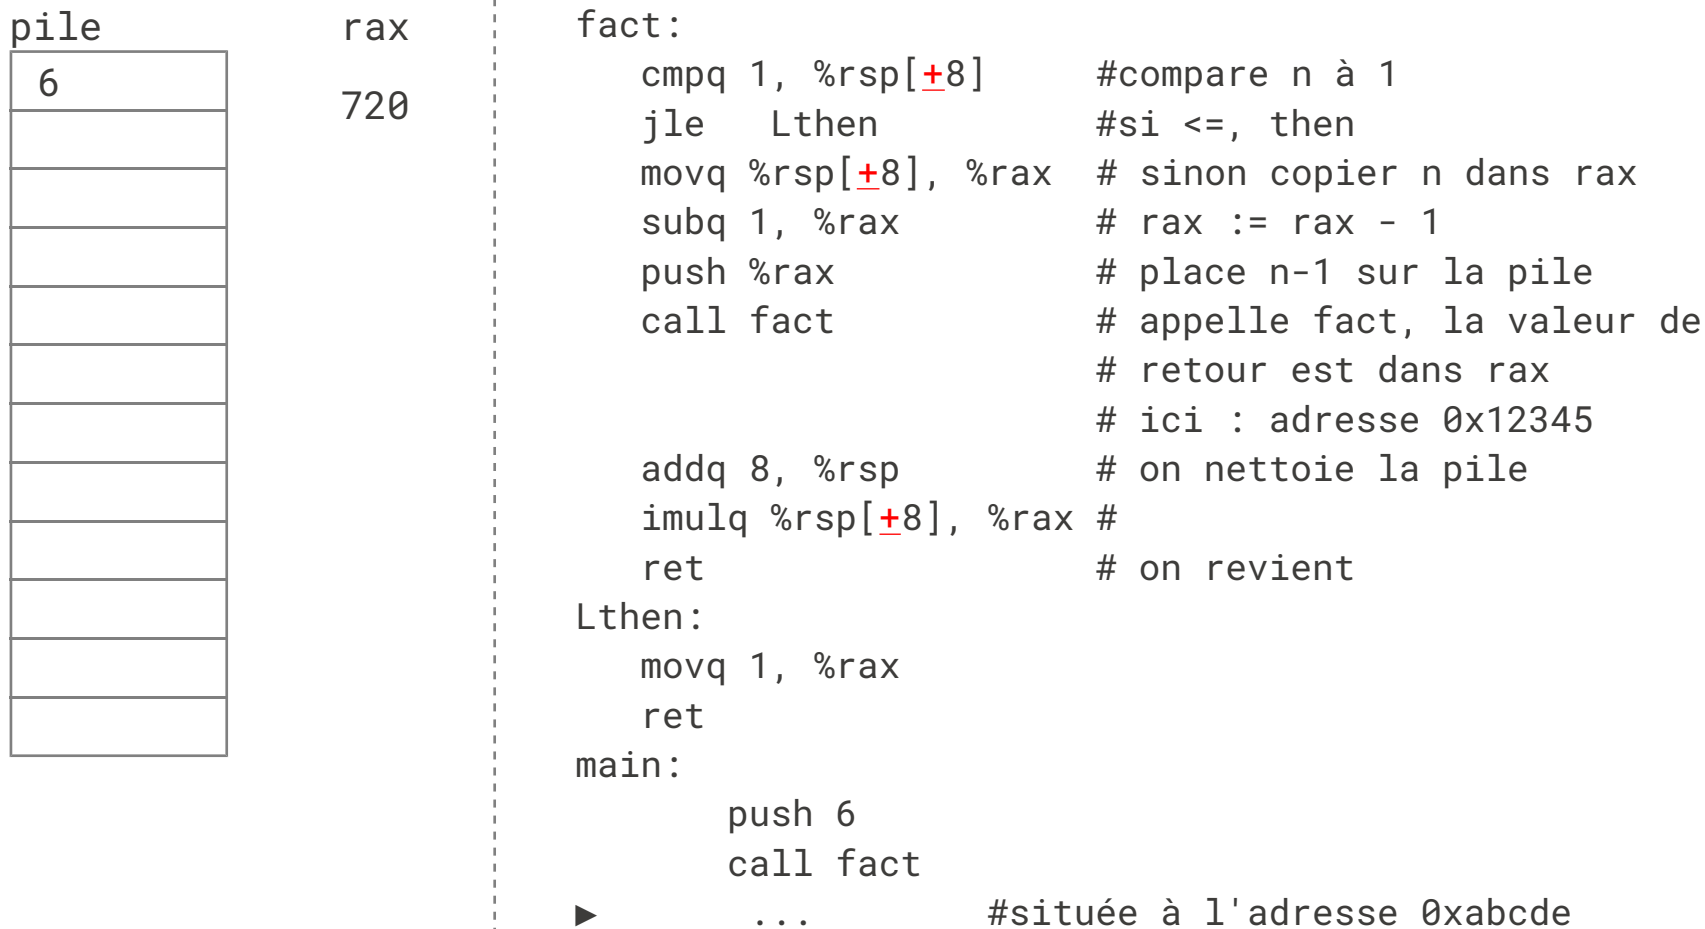 pile
rax
6
720
fact:
cmpq 1, %rsp[+8] #compare n à 1
jle Lthen #si <=, then
movq %rsp[+8], %rax # sinon copier n dans rax
subq 1, %rax # rax := rax - 1
push %rax # place n-1 sur la pile
call fact # appelle fact, la valeur de
# retour est dans rax
# ici : adresse 0x12345
addq 8, %rsp # on nettoie la pile
imulq %rsp[+8], %rax #
ret # on revient
Lthen:
movq 1, %rax
ret
main:
push 6
call fact
► ... #située à l'adresse 0xabcde